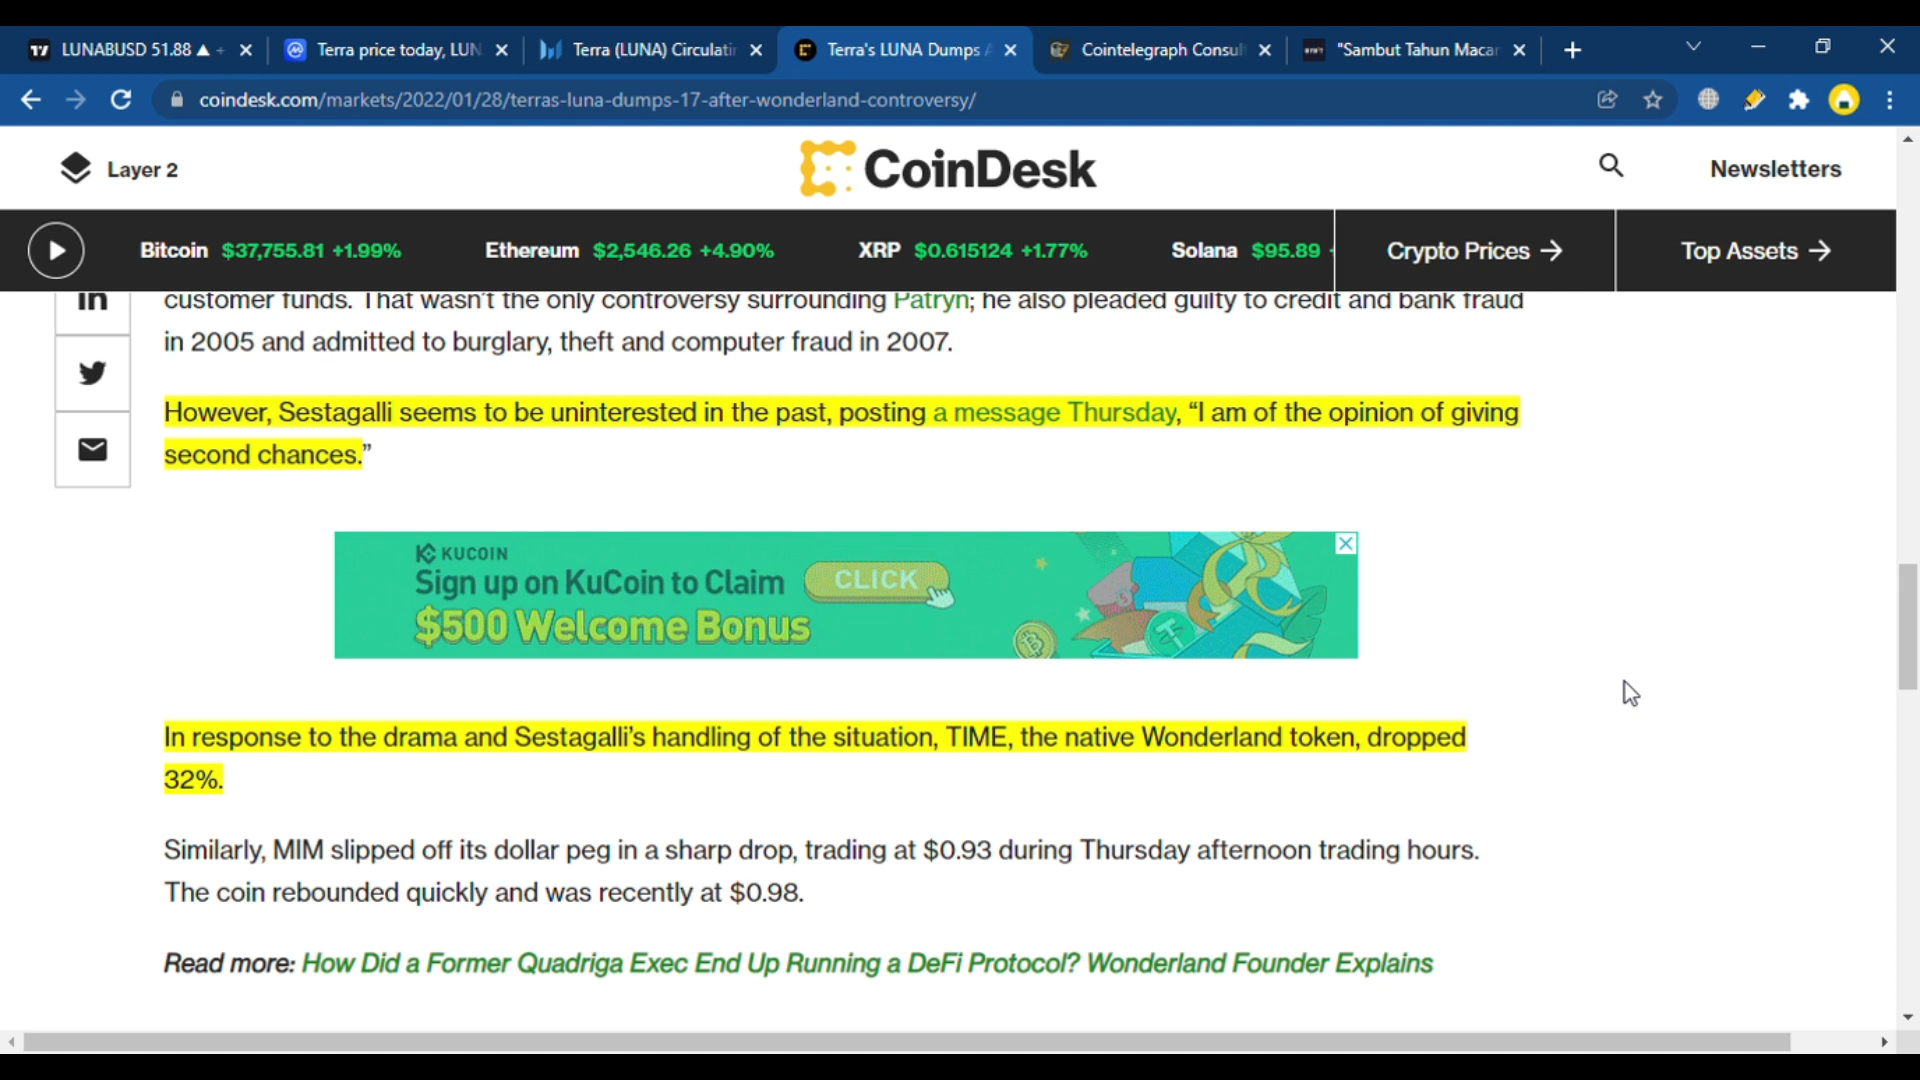 LUNABUSD 51.88 ▲ +
Terra price today, LUN
Terra (LUNA) Circulatin
Terra's LUNA Dumps A
Cointelegraph Consul
"Sambut Tahun Macan
coindesk.com/markets/2022/01/28/terras-luna-dumps-17-after-wonderland-controversy/
Layer 2
CoinDesk
Newsletters
Bitcoin $37,755.81 +1.99% Ethereum $2,546.26 +4.90% XRP $0.615124 +1.77% Solana $95.89
Crypto Prices →
Top Assets →
in
customer funds. That wasn't the only controversy surrounding Patryn; he also pleaded guilty to credit and bank fraud
in 2005 and admitted to burglary, theft and computer fraud in 2007.
However, Sestagalli seems to be uninterested in the past, posting a message Thursday, “I am of the opinion of giving
second chances.”
KUCOIN
Sign up on KuCoin to Claim
CLICK
$500 Welcome Bonus
In response to the drama and Sestagalli’s handling of the situation, TIME, the native Wonderland token, dropped
32%.
Similarly, MIM slipped off its dollar peg in a sharp drop, trading at $0.93 during Thursday afternoon trading hours.
The coin rebounded quickly and was recently at $0.98.
Read more: How Did a Former Quadriga Exec End Up Running a DeFi Protocol? Wonderland Founder Explains